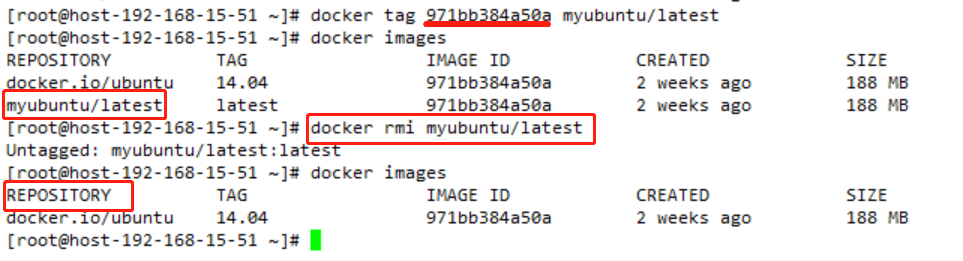 [root@host-192-168-15-51 ~]# docker tag 971bb384a50a myubuntu/latest
[root@host-192-168-15-51 ~]# docker images
REPOSITORY TAG IMAGE ID CREATED SIZE
docker.io/ubuntu 14.04 971bb384a50a 2 weeks ago 188 MB
myubuntu/latest latest 971bb384a50a 2 weeks ago 188 MB
[root@host-192-168-15-51 ~]# docker rmi myubuntu/latest
Untagged: myubuntu/latest:latest
[root@host-192-168-15-51 ~]# docker images
REPOSITORY TAG IMAGE ID CREATED SIZE
docker.io/ubuntu 14.04 971bb384a50a 2 weeks ago 188 MB
[root@host-192-168-15-51 ~]#